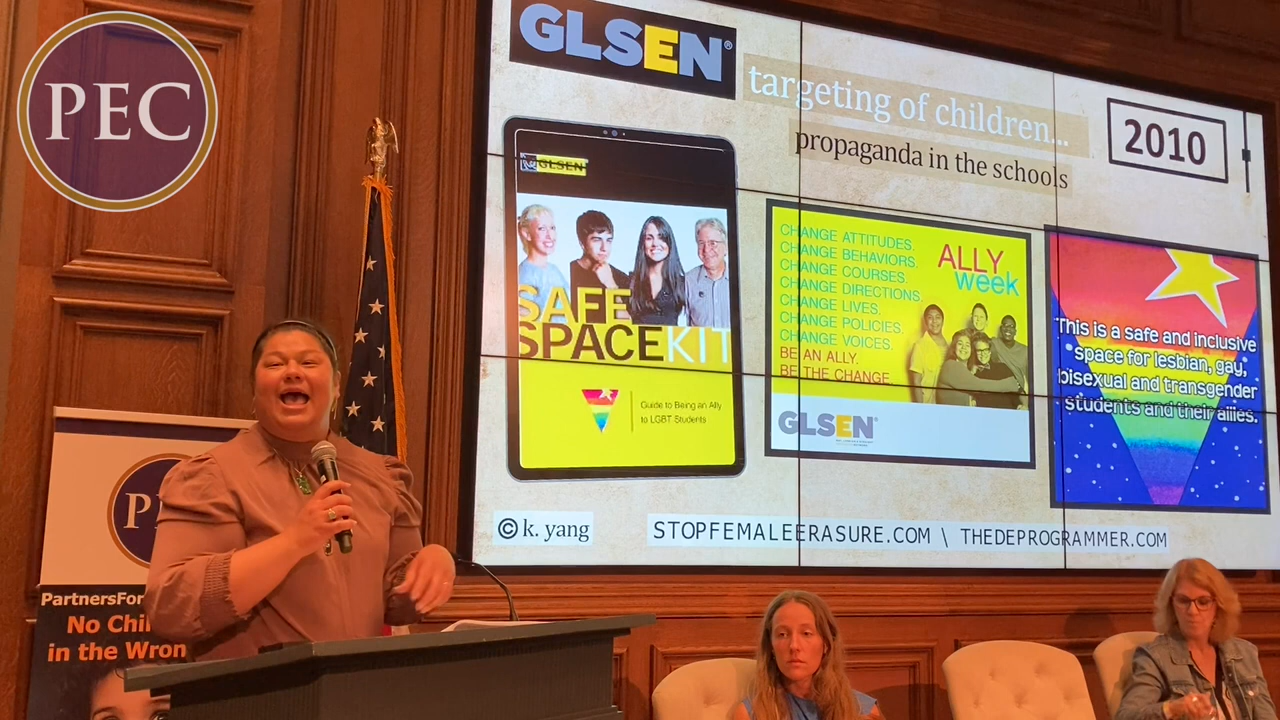 PEC
GLSEN®
targeting of children...
propaganda in the schools
2010
GLSEN
SAFE
SPACE KIT
Guide to Being an Ally
to LGBT Students
CHANGE ATTITUDES.
CHANGE BEHAVIORS.
CHANGE COURSES.
CHANGE DIRECTIONS.
CHANGE LIVES.
CHANGE POLICIES.
CHANGE VOICES.
BE AN ALLY.
BE THE CHANGE.
ALLY
week
GLSEN®
This is a safe and inclusive
space for lesbian, gay,
bisexual and transgender
students and their allies.
© k. yang
STOPFEMALEERASURE.COM \ THEDEPROGRAMMER.COM
P
PartnersFor
No Chi
in the Wron